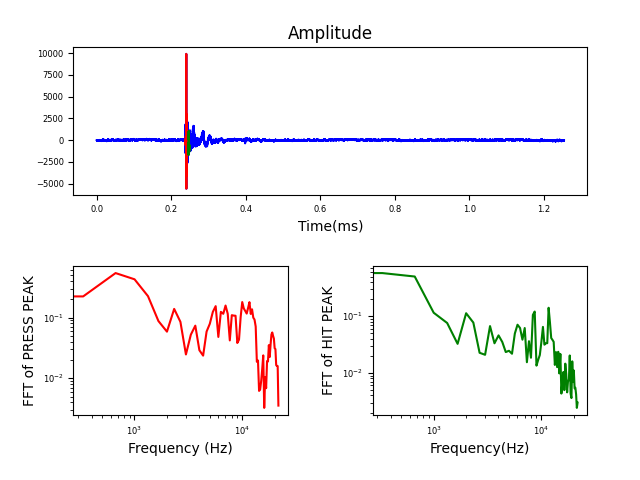 Amplitude
10000
7500
5000
2500
0
−2500
−5000
0.0 0.2 0.4 0.6 0.8 1.0 1.2
Time(ms)
FFT of PRESS PEAK
10⁻¹
10⁻²
10³ 10⁴
Frequency (Hz)
FFT of HIT PEAK
10⁻¹
10⁻²
10³ 10⁴
Frequency(Hz)